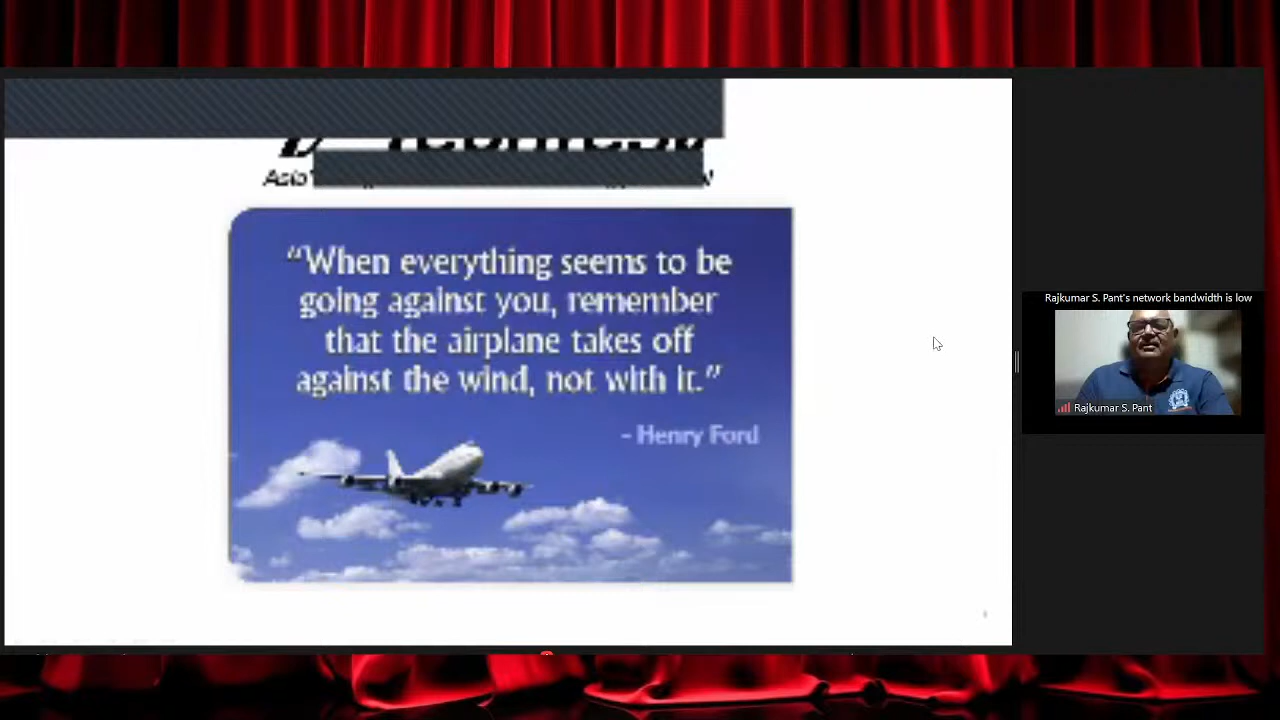 “When everything seems to be
going against you, remember
that the airplane takes off
against the wind, not with it.”
- Henry Ford
Rajkumar S. Pant's network bandwidth is low
Rajkumar S. Pant